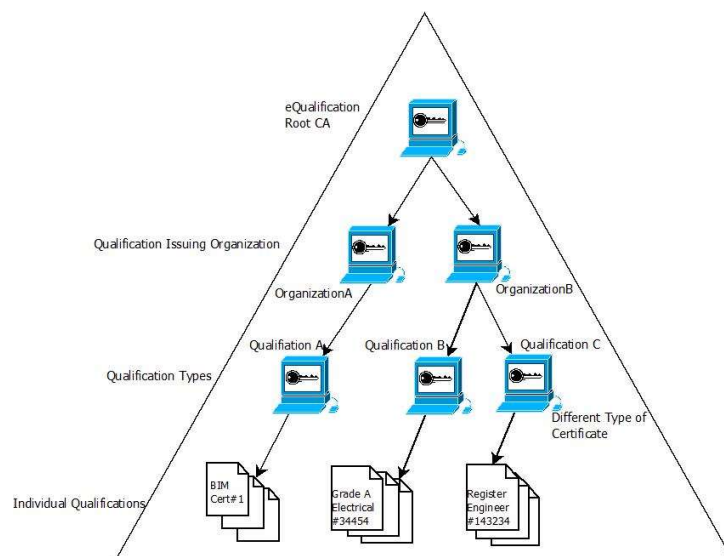 eQualification
Root CA
Qualification Issuing Organization
OrganizationA
OrganizationB
Qualifiation A
Qualification B
Qualification C
Qualification Types
Different Type of
Certificate
Individual Qualifications
BIM
Cert#1
Grade A
Electrical
#34454
Register
Engineer
#143234